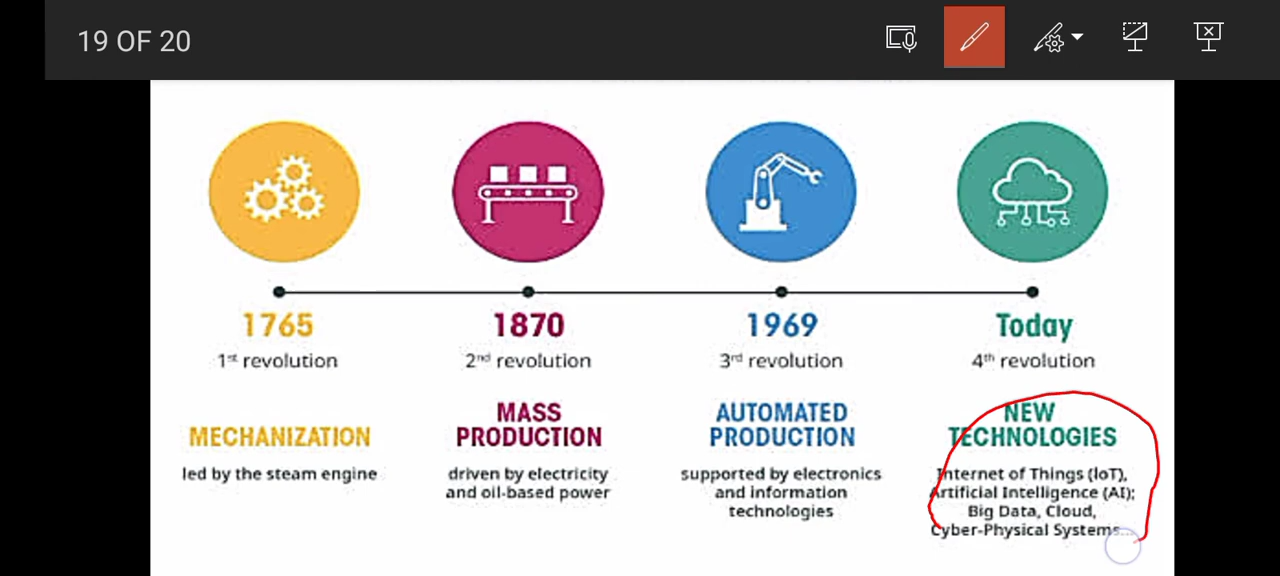 19 OF 20
1765
1st revolution
MECHANIZATION
led by the steam engine
1870
2nd revolution
MASS
PRODUCTION
driven by electricity
and oil-based power
1969
3rd revolution
AUTOMATED
PRODUCTION
supported by electronics
and information
technologies
Today
4th revolution
NEW
TECHNOLOGIES
Internet of Things (IoT),
Artificial Intelligence (AI);
Big Data, Cloud,
Cyber-Physical Systems...